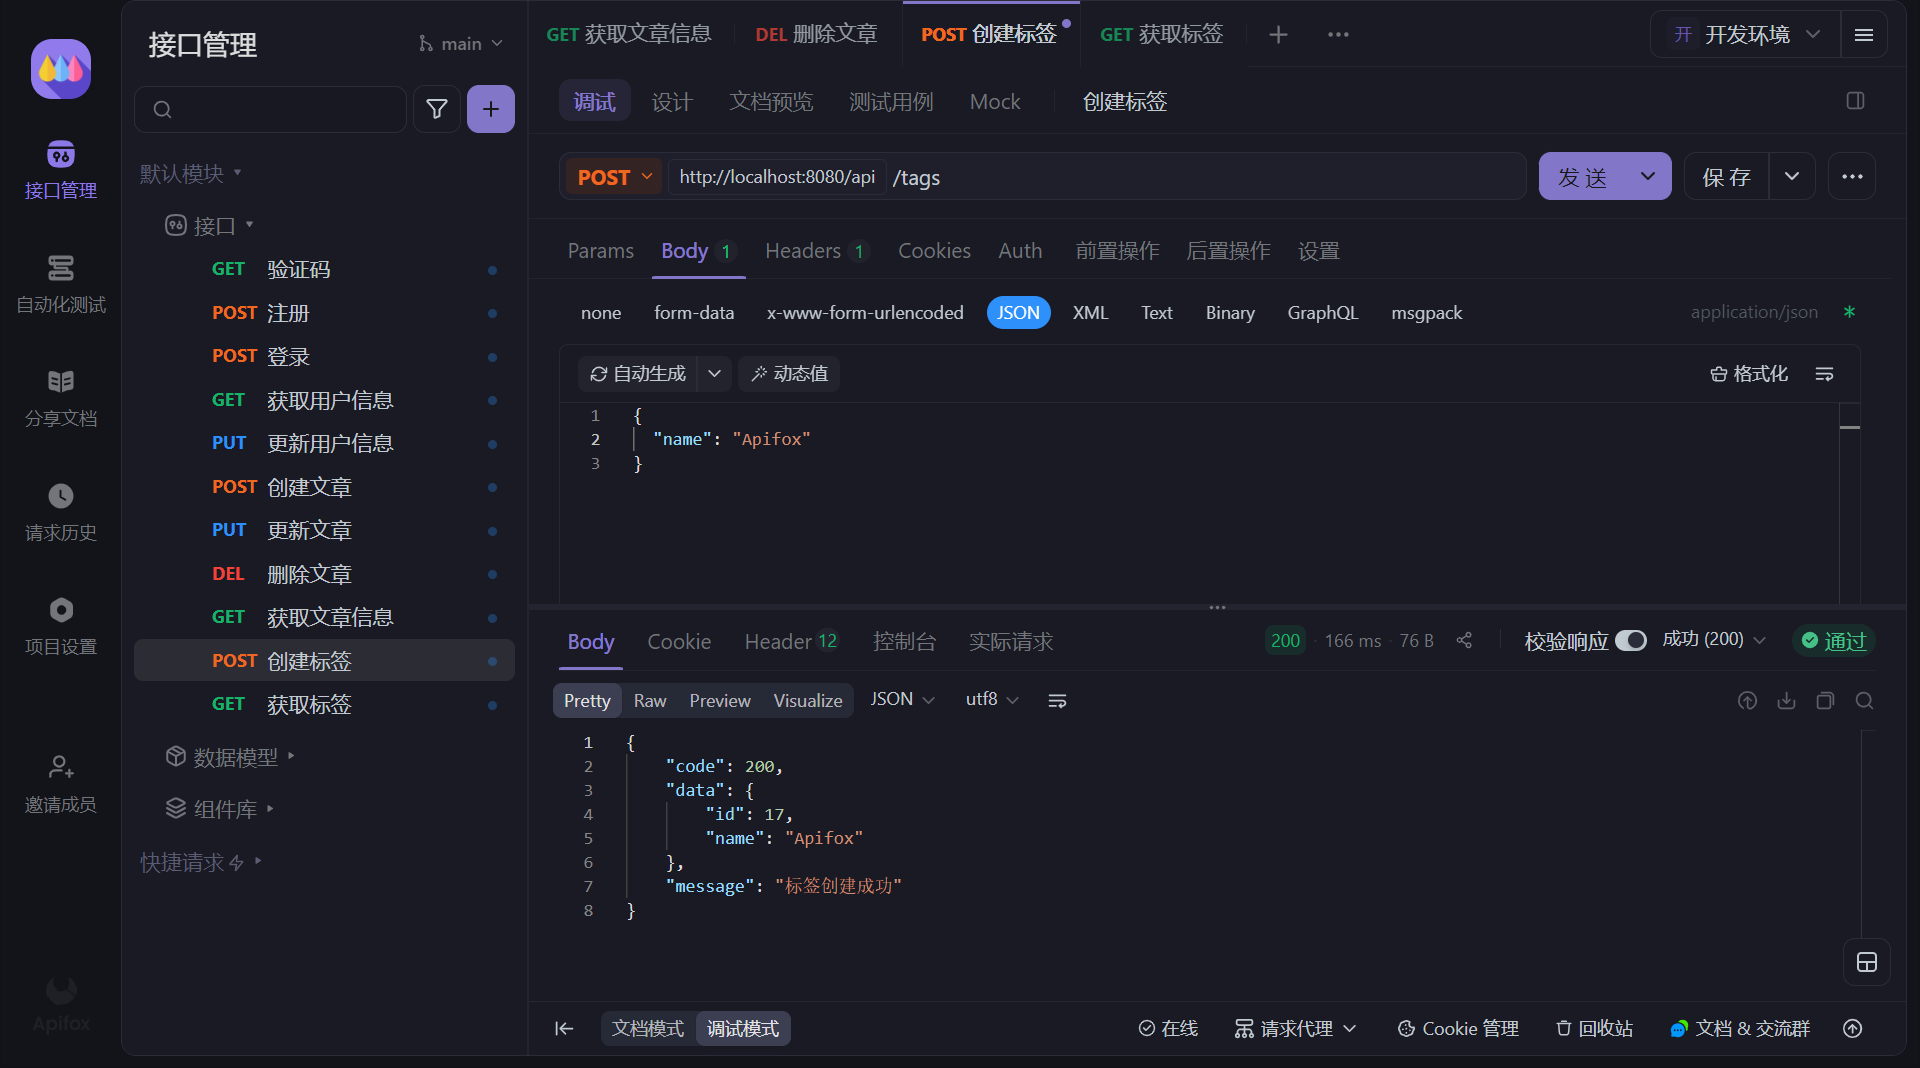 接口管理
自动化测试
分享文档
请求历史
项目设置
邀请成员
Apifox
接口管理
main
默认模块
接口
GET 验证码
POST 注册
POST 登录
GET 获取用户信息
PUT 更新用户信息
POST 创建文章
PUT 更新文章
DEL 删除文章
GET 获取文章信息
POST 创建标签
GET 获取标签
数据模型
组件库
快捷请求
GET 获取文章信息 DEL 删除文章 POST 创建标签 GET 获取标签
开 开发环境
调试 设计 文档预览 测试用例 Mock 创建标签
POST http://localhost:8080/api /tags 发 送 保 存
Params Body 1 Headers 1 Cookies Auth 前置操作 后置操作 设置
none form-data x-www-form-urlencoded JSON XML Text Binary GraphQL msgpack application/json *
自动生成 动态值 格式化
1 {
2 "name": "Apifox"
3 }
Body Cookie Header 12 控制台 实际请求 200 · 166 ms · 76 B 校验响应 成功 (200) 通过
Pretty Raw Preview Visualize JSON utf8
1 {
2 "code": 200,
3 "data": {
4 "id": 17,
5 "name": "Apifox"
6 },
7 "message": "标签创建成功"
8 }
文档模式 调试模式 在线 请求代理 Cookie 管理 回收站 文档 & 交流群